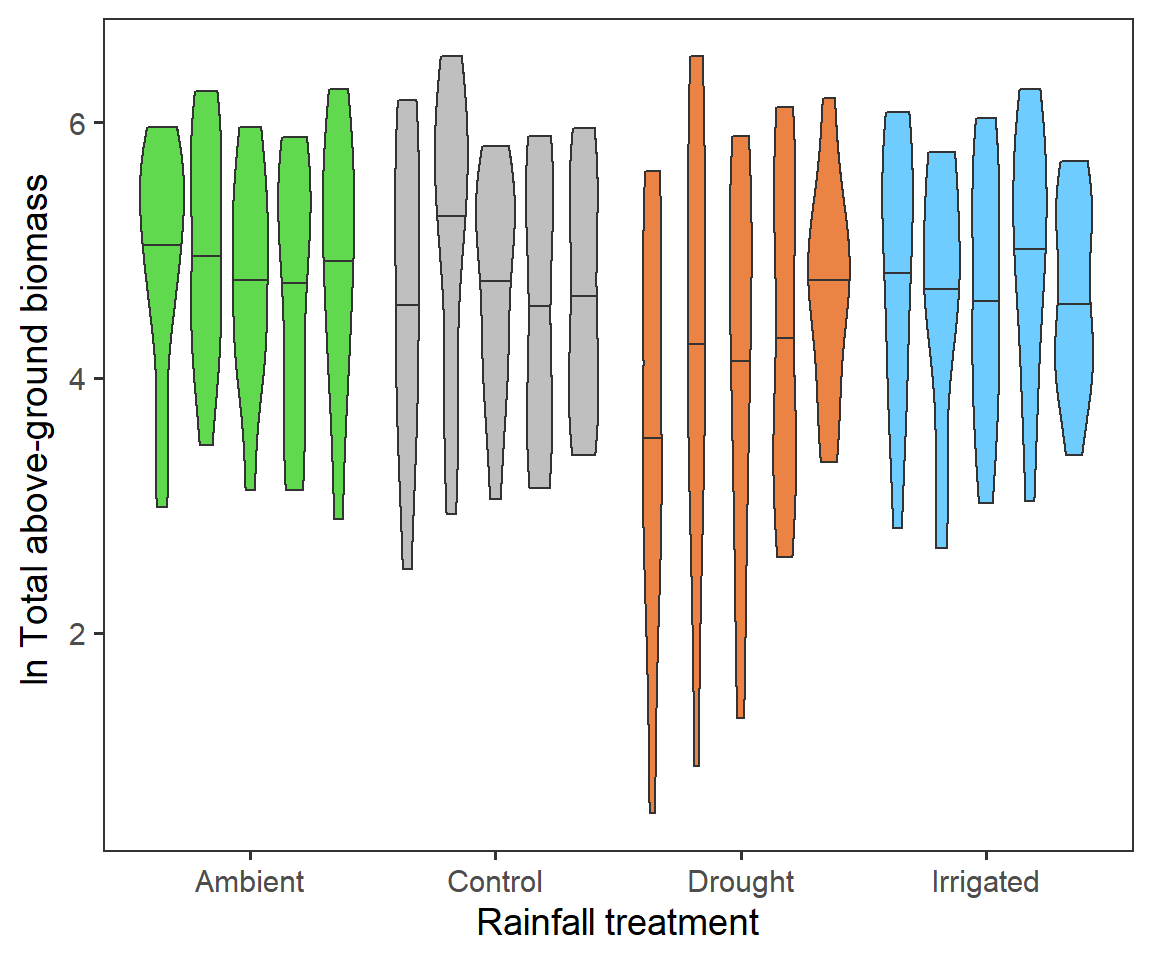 ln Total above-ground biomass
6
4
2
Ambient Control Drought Irrigated
Rainfall treatment